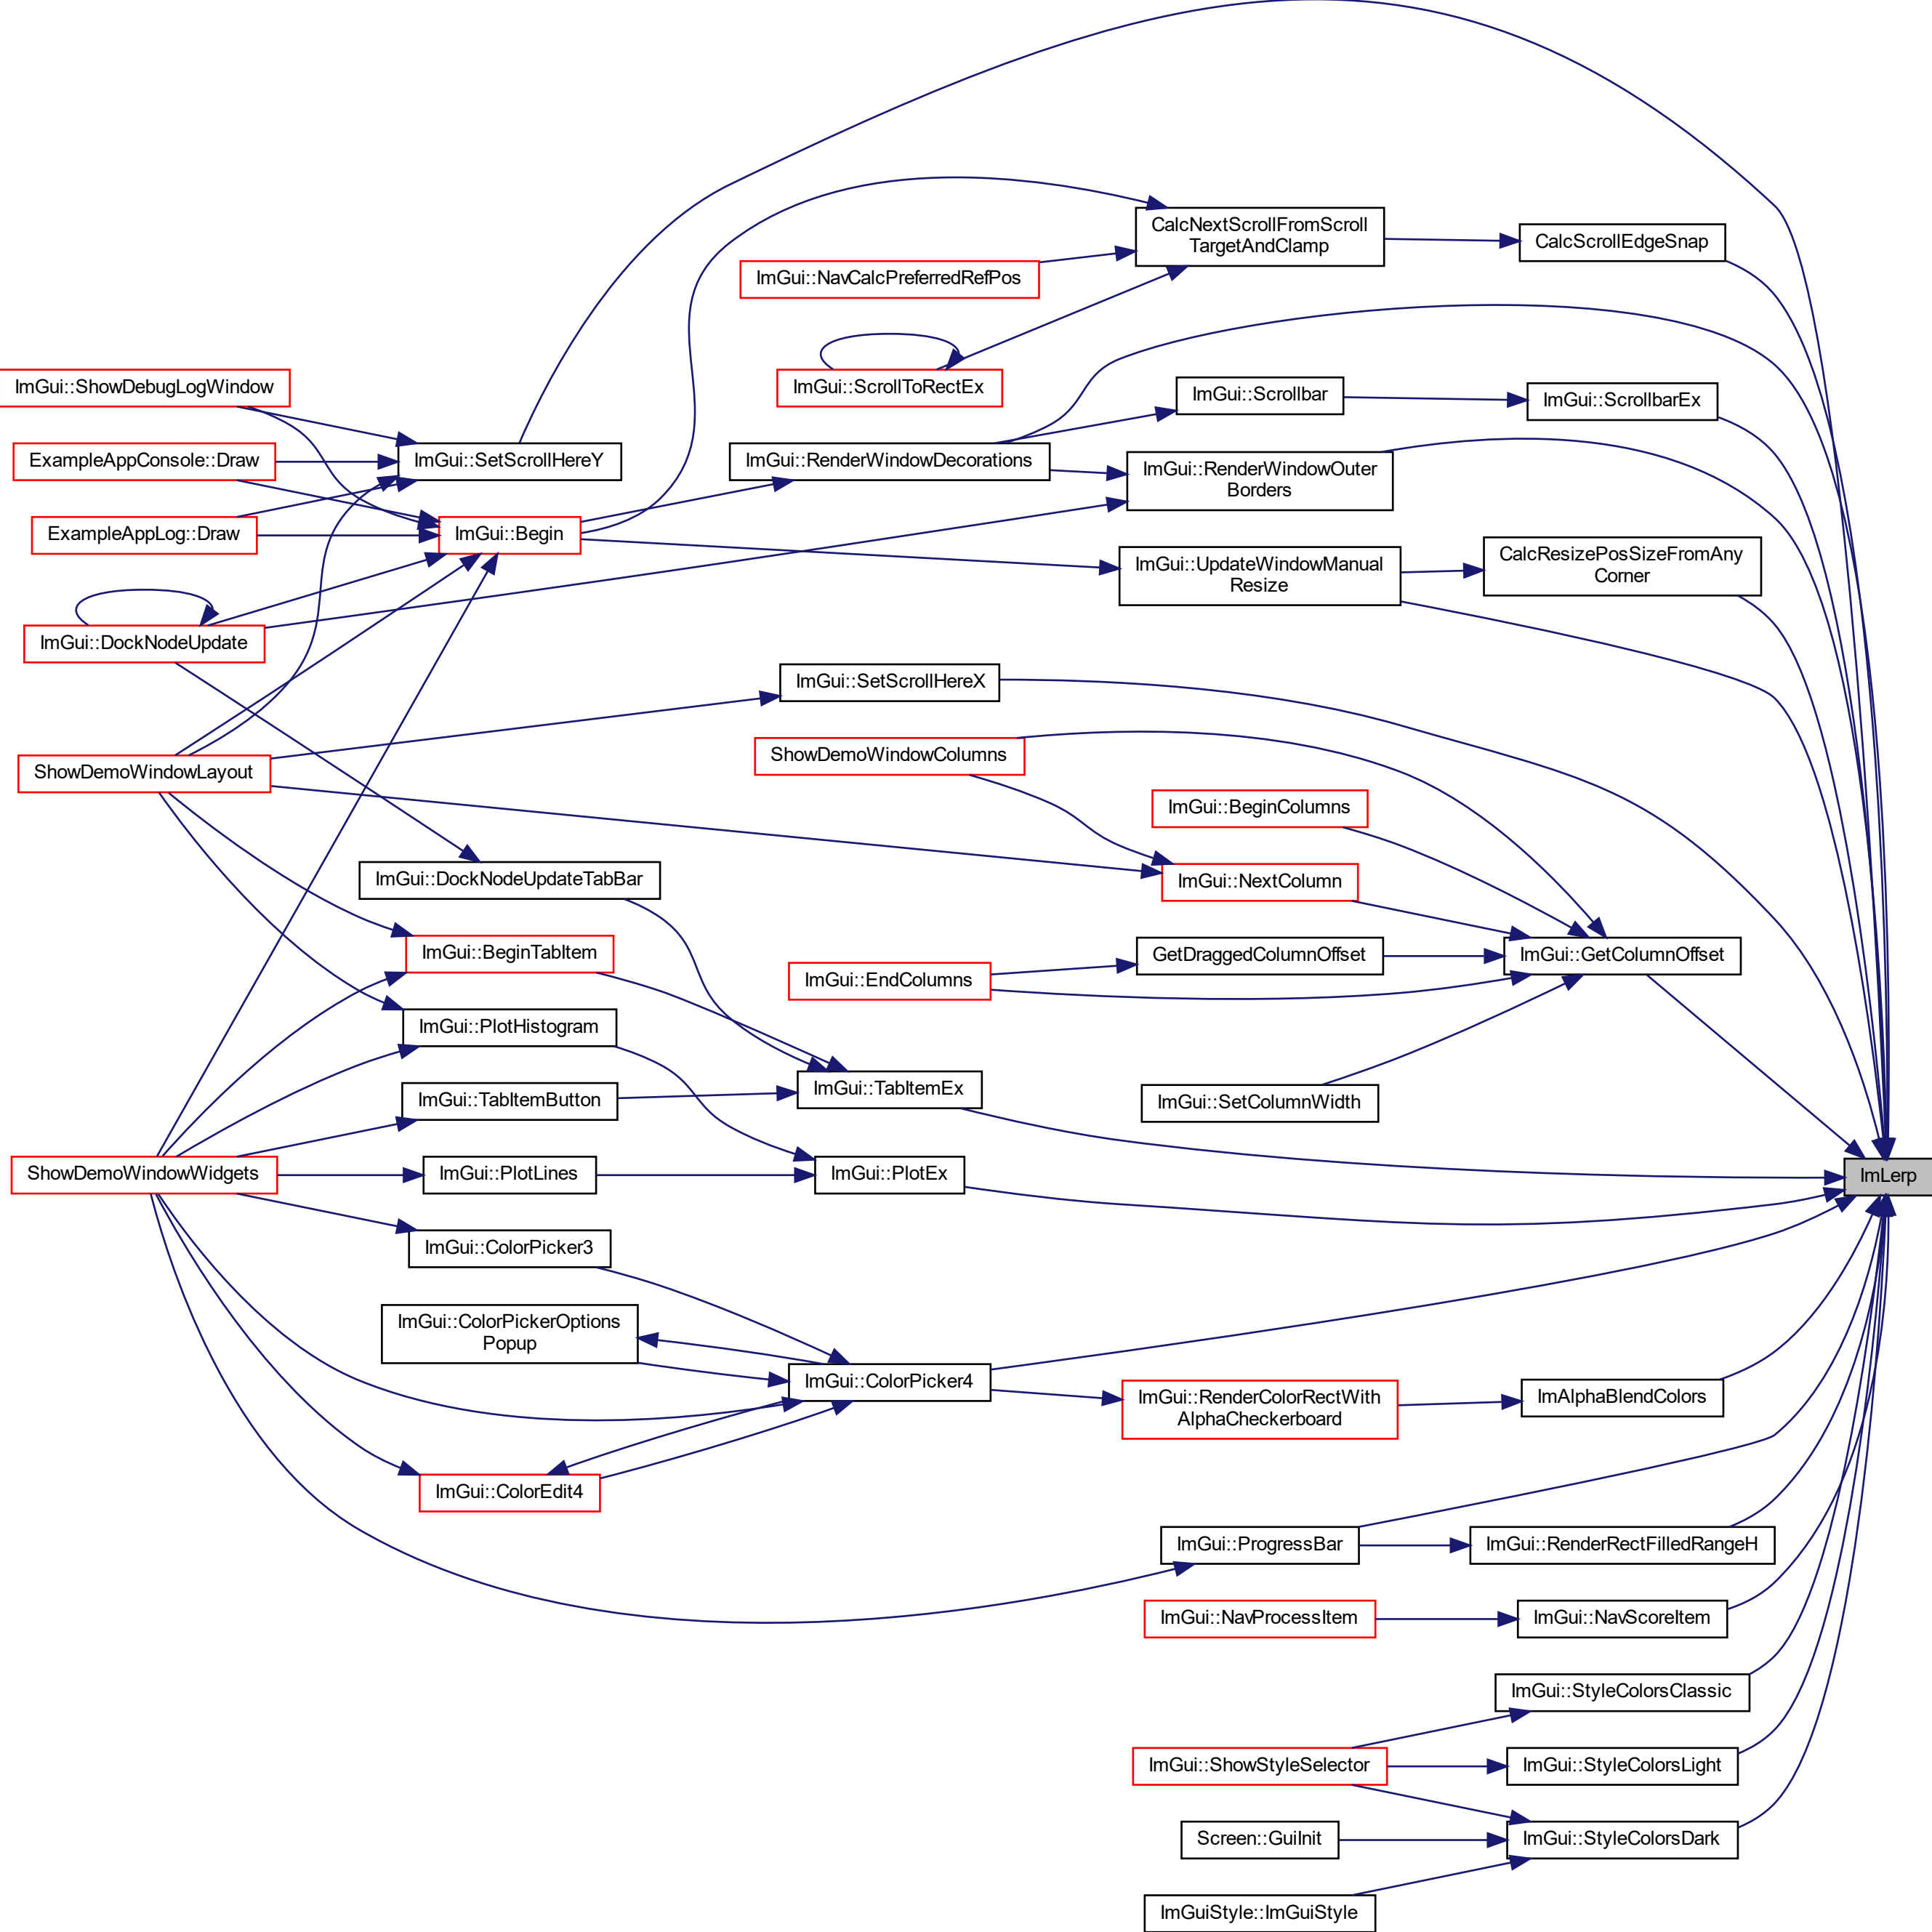 CalcNextScrollFromScroll
TargetAndClamp
CalcScrollEdgeSnap
ImGui::NavCalcPreferredRefPos
ImGui::ShowDebugLogWindow
ImGui::ScrollToRectEx
ImGui::Scrollbar
ImGui::ScrollbarEx
ExampleAppConsole::Draw
ImGui::SetScrollHereY
ImGui::RenderWindowDecorations
ImGui::RenderWindowOuter
Borders
ExampleAppLog::Draw
ImGui::Begin
ImGui::UpdateWindowManual
Resize
CalcResizePosSizeFromAny
Corner
ImGui::DockNodeUpdate
ImGui::SetScrollHereX
ShowDemoWindowLayout
ShowDemoWindowColumns
ImGui::BeginColumns
ImGui::DockNodeUpdateTabBar
ImGui::NextColumn
ImGui::BeginTabItem
GetDraggedColumnOffset
ImGui::GetColumnOffset
ImGui::EndColumns
ImGui::PlotHistogram
ImGui::TabItemButton
ImGui::TabItemEx
ImGui::SetColumnWidth
ShowDemoWindowWidgets
ImGui::PlotLines
ImGui::PlotEx
ImLerp
ImGui::ColorPicker3
ImGui::ColorPickerOptions
Popup
ImGui::ColorPicker4
ImGui::RenderColorRectWith
AlphaCheckerboard
ImAlphaBlendColors
ImGui::ColorEdit4
ImGui::ProgressBar
ImGui::RenderRectFilledRangeH
ImGui::NavProcessItem
ImGui::NavScoreItem
ImGui::StyleColorsClassic
ImGui::ShowStyleSelector
ImGui::StyleColorsLight
Screen::GuiInit
ImGui::StyleColorsDark
ImGuiStyle::ImGuiStyle